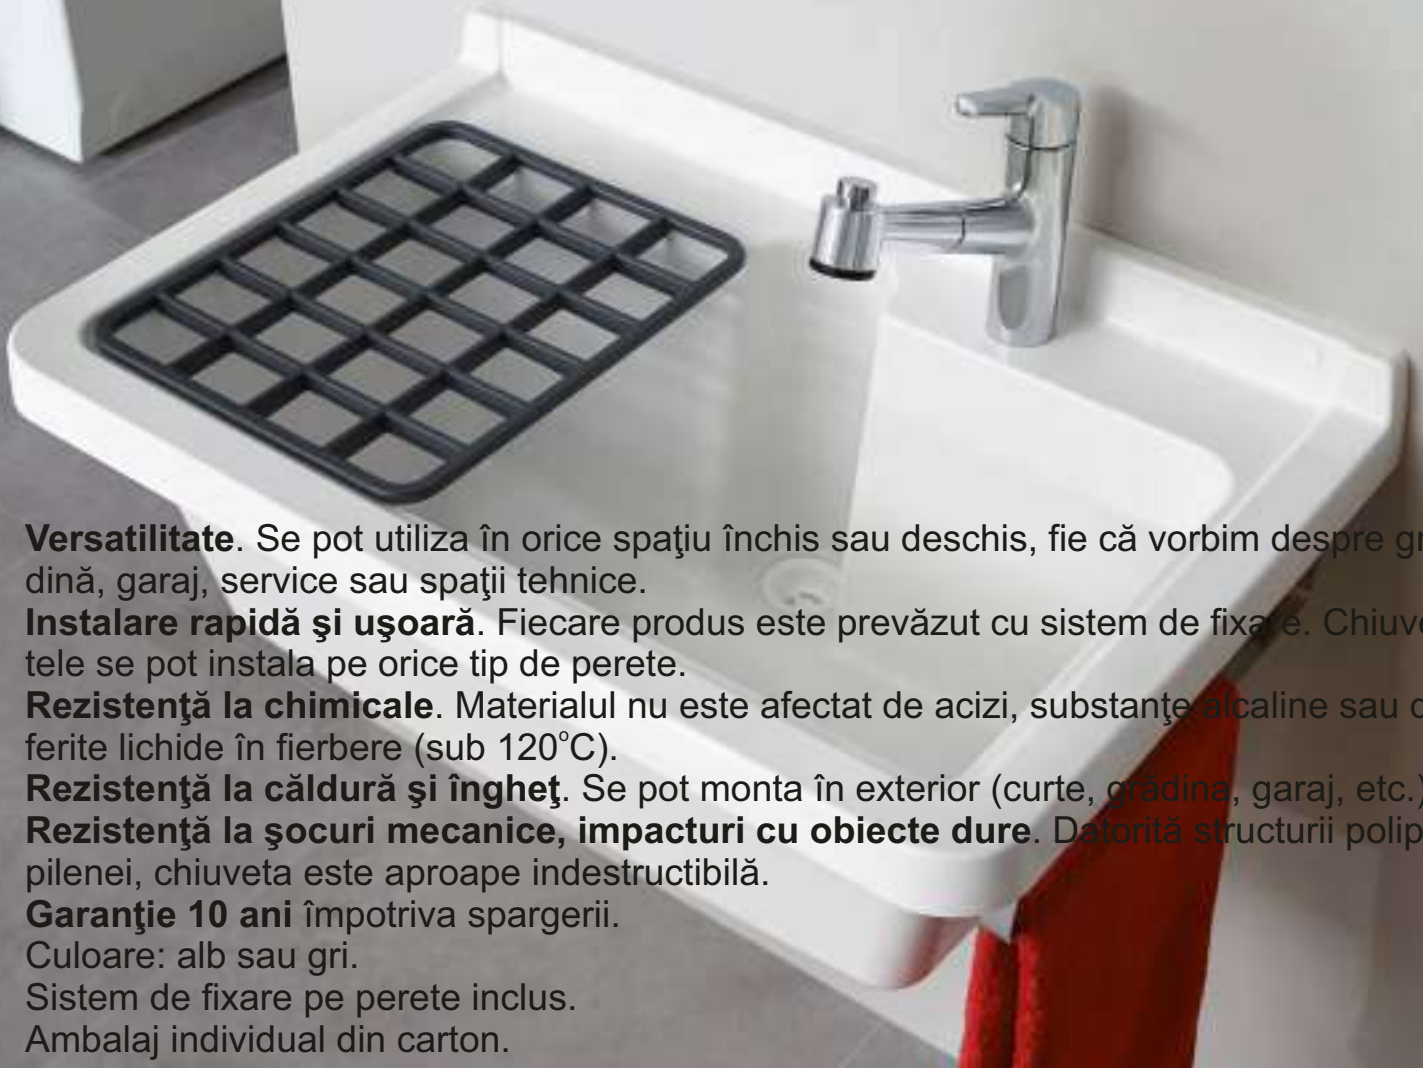 Versatilitate. Se pot utiliza în orice spaţiu închis sau deschis, fie că vorbim despre gr
dină, garaj, service sau spaţii tehnice.
Instalare rapidă şi uşoară. Fiecare produs este prevăzut cu sistem de fixare. Chiuve
tele se pot instala pe orice tip de perete.
Rezistenţă la chimicale. Materialul nu este afectat de acizi, substanţe alcaline sau d
ferite lichide în fierbere (sub 120°C).
Rezistenţă la căldură şi îngheţ. Se pot monta în exterior (curte, grădina, garaj, etc.)
Rezistenţă la şocuri mecanice, impacturi cu obiecte dure. Datorită structurii polip
pilenei, chiuveta este aproape indestructibilă.
Garanţie 10 ani împotriva spargerii.
Culoare: alb sau gri.
Sistem de fixare pe perete inclus.
Ambalaj individual din carton.